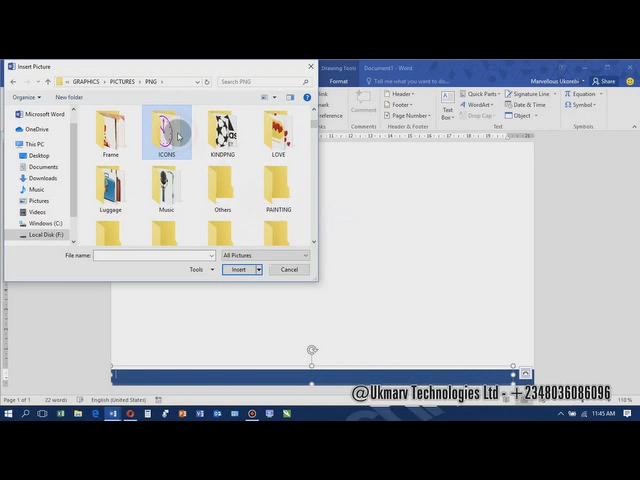 Insert Picture
Drawing Tools
Document1 - Word
« GRAPHICS › PICTURES › PNG ›
Search PNG
Format
Tell me what you want to do...
Marvellous Ukorebi
Share
Organize
New folder
Microsoft Word
OneDrive
This PC
Desktop
Documents
Downloads
Music
Pictures
Videos
Windows (C:)
Local Disk (F:)
Frame
ICONS
KINDPNG
LOVE
Luggage
Music
Others
PAINTING
File name:
All Pictures
Tools
Insert
Cancel
Comment
Comments
Header
Footer
Page Number
Header & Footer
Text
Box
Quick Parts
WordArt
Drop Cap
Signature Line
Date & Time
Object
Text
Equation
Symbol
Symbols
@Ukmarv Technologies Ltd - + 2348036086096
Page 1 of 1
22 words
English (United States)
110%
11:45 AM